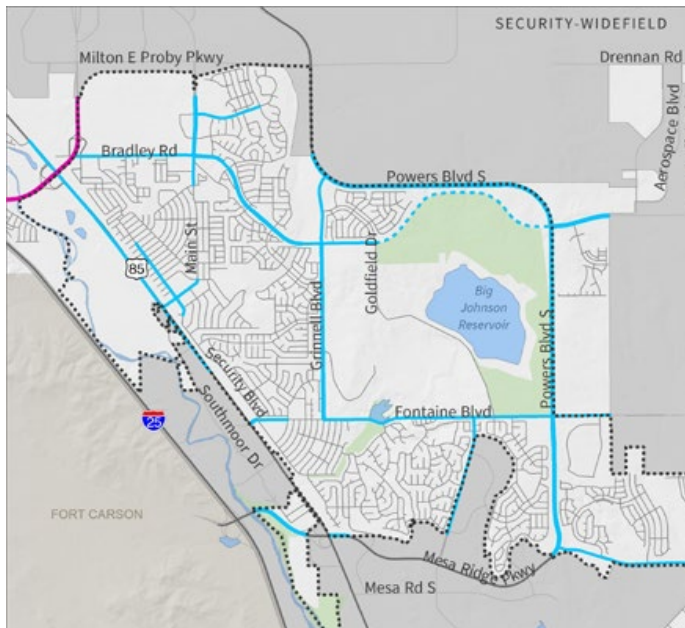 SECURITY-WIDEFIELD
Milton E Proby Pkwy
Drennan Rd
Aerospace Blvd
Bradley Rd
Powers Blvd S
Main St
85
Goldfield Dr
Grinnell Blvd
Big
Johnson
Reservoir
Powers Blvd S
Security Blvd
Southmoor Dr
Fontaine Blvd
25
FORT CARSON
Mesa Ridge Pkwy
Mesa Rd S